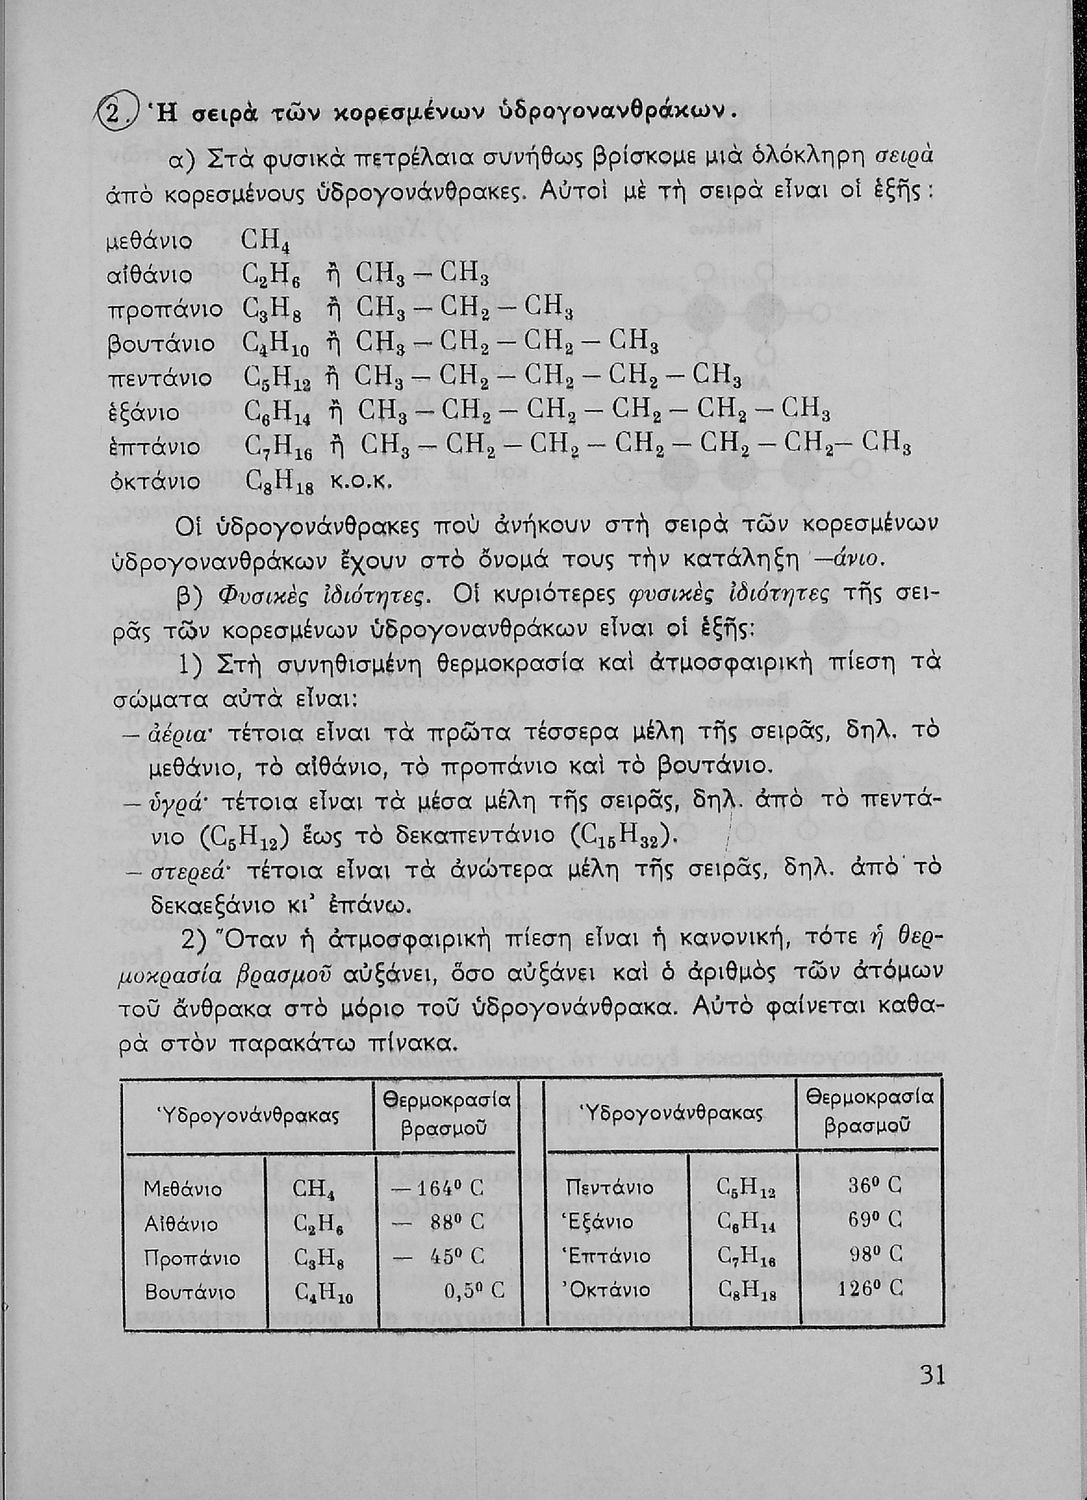 2. Ἡ σειρὰ τῶν κορεσμένων ὑδρογονανθράκων.
α) Στὰ φυσικὰ πετρέλαια συνήθως βρίσκομε μιὰ ὁλόκληρη σειρὰ
ἀπὸ κορεσμένους ὑδρογονάνθρακες. Αὐτοὶ μὲ τὴ σειρὰ εἶναι οἱ ἑξῆς :
μεθάνιο CH₄
αἰθάνιο C₂H₆ ἢ CH₃ — CH₃
προπάνιο C₃H₈ ἢ CH₃ — CH₂ — CH₃
βουτάνιο C₄H₁₀ ἢ CH₃ — CH₂ — CH₂ — CH₃
πεντάνιο C₅H₁₂ ἢ CH₃ — CH₂ — CH₂ — CH₂ — CH₃
ἑξάνιο C₆H₁₄ ἢ CH₃ — CH₂ — CH₂ — CH₂ — CH₂ — CH₃
ἑπτάνιο C₇H₁₆ ἢ CH₃ — CH₂ — CH₂ — CH₂ — CH₂ — CH₂ — CH₃
ὀκτάνιο C₈H₁₈ κ.ο.κ.
Οἱ ὑδρογονάνθρακες ποὺ ἀνήκουν στὴ σειρὰ τῶν κορεσμένων
ὑδρογονανθράκων ἔχουν στὸ ὄνομά τους τὴν κατάληξη —άνιο.
β) Φυσικὲς ἰδιότητες. Οἱ κυριότερες φυσικὲς ἰδιότητες τῆς σει-
ρᾶς τῶν κορεσμένων ὑδρογονανθράκων εἶναι οἱ ἑξῆς:
1) Στὴ συνηθισμένη θερμοκρασία καὶ ἀτμοσφαιρικὴ πίεση τὰ
σώματα αὐτὰ εἶναι:
— ἀέρια· τέτοια εἶναι τὰ πρῶτα τέσσερα μέλη τῆς σειρᾶς, δηλ. τὸ
μεθάνιο, τὸ αἰθάνιο, τὸ προπάνιο καὶ τὸ βουτάνιο.
— ὑγρά· τέτοια εἶναι τὰ μέσα μέλη τῆς σειρᾶς, δηλ. ἀπὸ τὸ πεντά-
νιο (C₅H₁₂) ἕως τὸ δεκαπεντάνιο (C₁₅H₃₂).
— στερεά· τέτοια εἶναι τὰ ἀνώτερα μέλη τῆς σειρᾶς, δηλ. ἀπὸ τὸ
δεκαεξάνιο κι᾿ ἐπάνω.
2) Ὅταν ἡ ἀτμοσφαιρικὴ πίεση εἶναι ἡ κανονική, τότε ἡ θερ-
μοκρασία βρασμοῦ αὐξάνει, ὅσο αὐξάνει καὶ ὁ ἀριθμὸς τῶν ἀτόμων
τοῦ ἄνθρακα στὸ μόριο τοῦ ὑδρογονάνθρακα. Αὐτὸ φαίνεται καθα-
ρὰ στὸν παρακάτω πίνακα.
Ὑδρογονάνθρακας Θερμοκρασία βρασμοῦ Ὑδρογονάνθρακας Θερμοκρασία βρασμοῦ
Μεθάνιο CH₄ — 164⁰ C Πεντάνιο C₅H₁₂ 36⁰ C
Αἰθάνιο C₂H₆ — 88⁰ C Ἑξάνιο C₆H₁₄ 69⁰ C
Προπάνιο C₃H₈ — 45⁰ C Ἑπτάνιο C₇H₁₆ 98⁰ C
Βουτάνιο C₄H₁₀ 0,5⁰ C Ὀκτάνιο C₈H₁₈ 126⁰ C
31